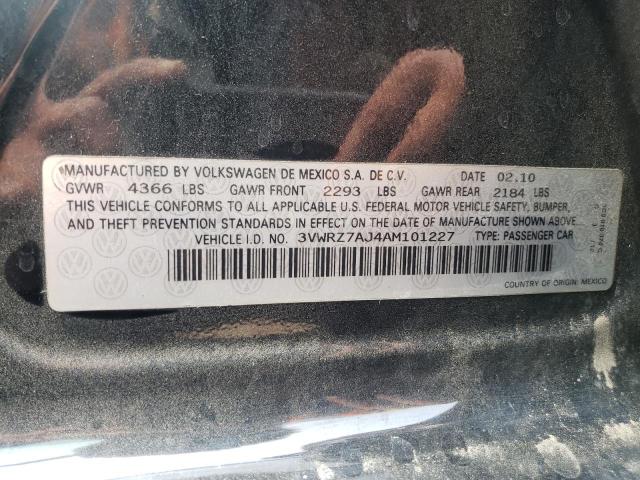 MANUFACTURED BY VOLKSWAGEN DE MEXICO S.A. DE C.V. DATE 02.10
GVWR 4366 LBS GAWR FRONT 2293 LBS GAWR REAR 2184 LBS
THIS VEHICLE CONFORMS TO ALL APPLICABLE U.S. FEDERAL MOTOR VEHICLE SAFETY, BUMPER,
AND THEFT PREVENTION STANDARDS IN EFFECT ON THE DATE OF MANUFACTURE SHOWN ABOVE.
VEHICLE I.D. NO. 3VWRZ7AJ4AM101227 TYPE: PASSENGER CAR
COUNTRY OF ORIGIN: MEXICO